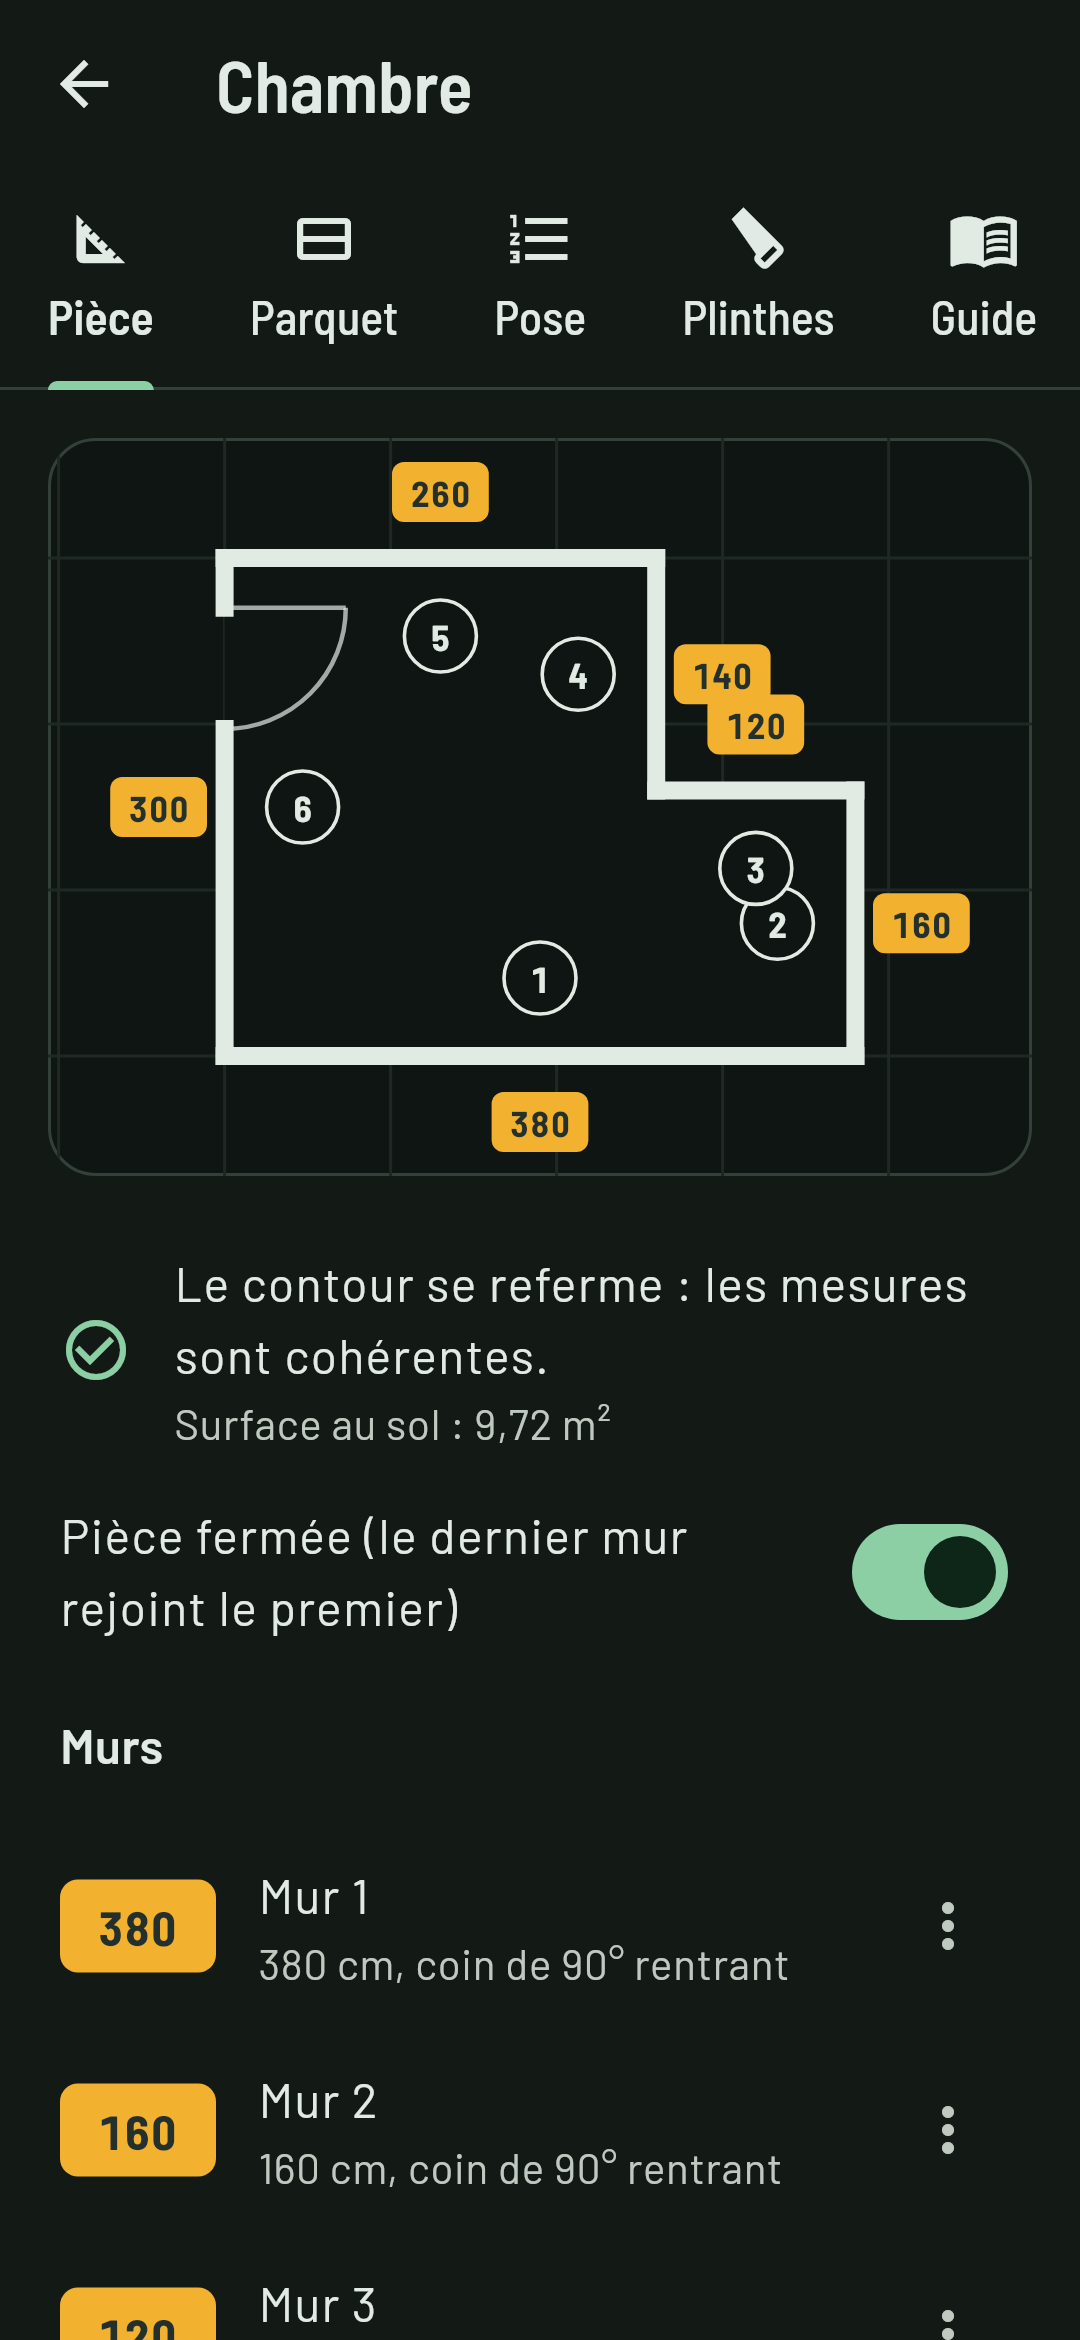 Chambre
Pièce
Parquet
Pose
Plinthes
Guide
260
5
4
140
120
300
6
3
2
160
1
380
Le contour se referme : les mesures
sont cohérentes.
Surface au sol : 9,72 m²
Pièce fermée (le dernier mur
rejoint le premier)
Murs
380
Mur 1
380 cm, coin de 90° rentrant
160
Mur 2
160 cm, coin de 90° rentrant
120
Mur 3